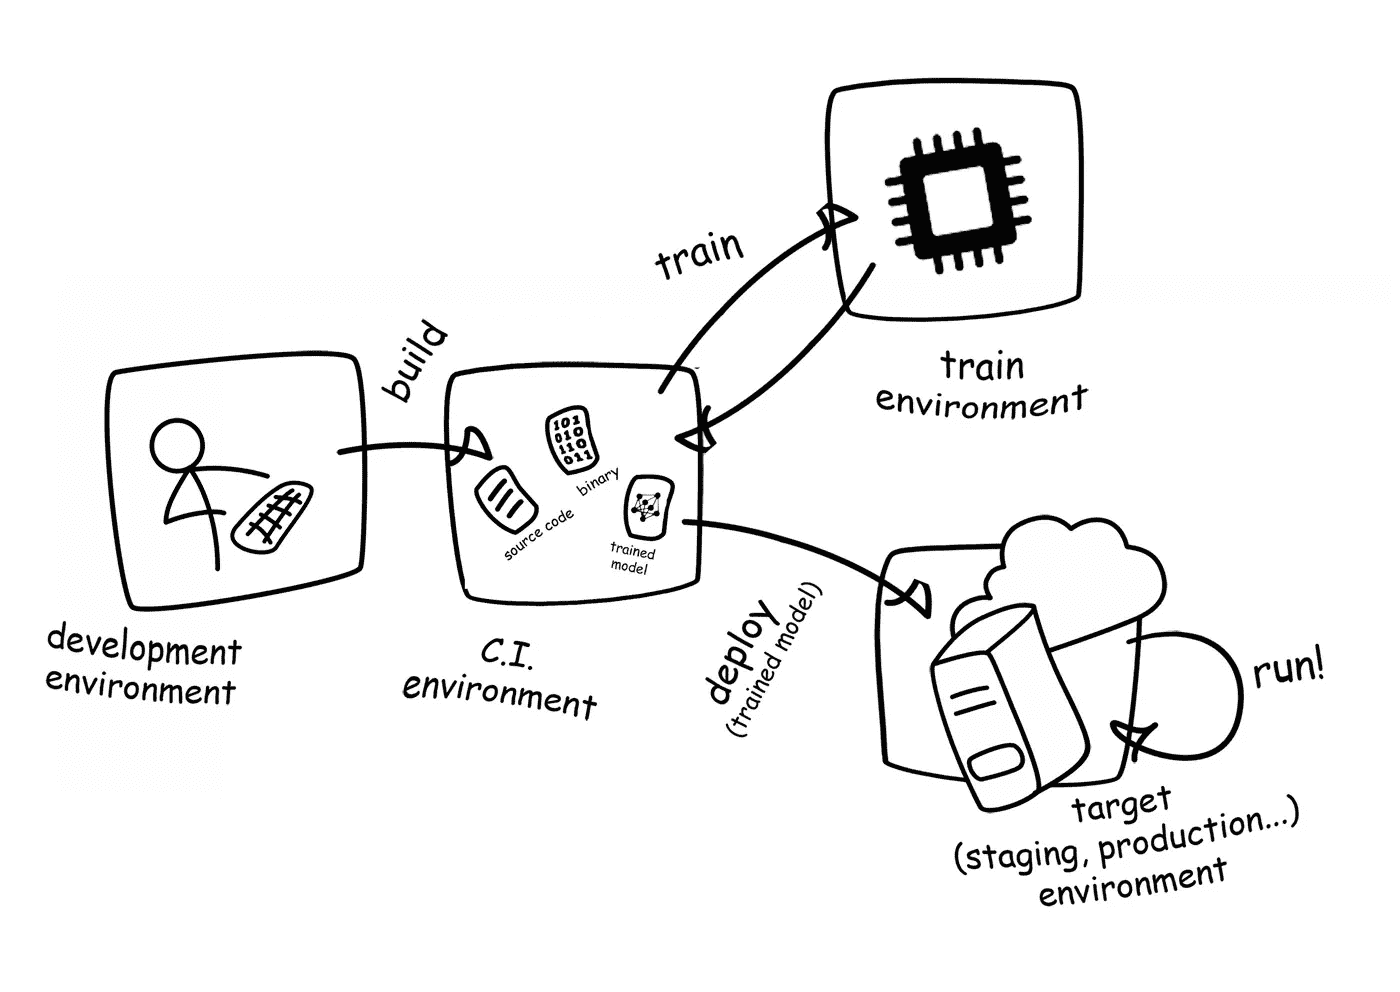 train
train
environment
build
101
010
110
011
binary
source code
trained
model
development
environment
C.I.
environment
deploy
(trained model)
run!
target
(staging, production...)
environment